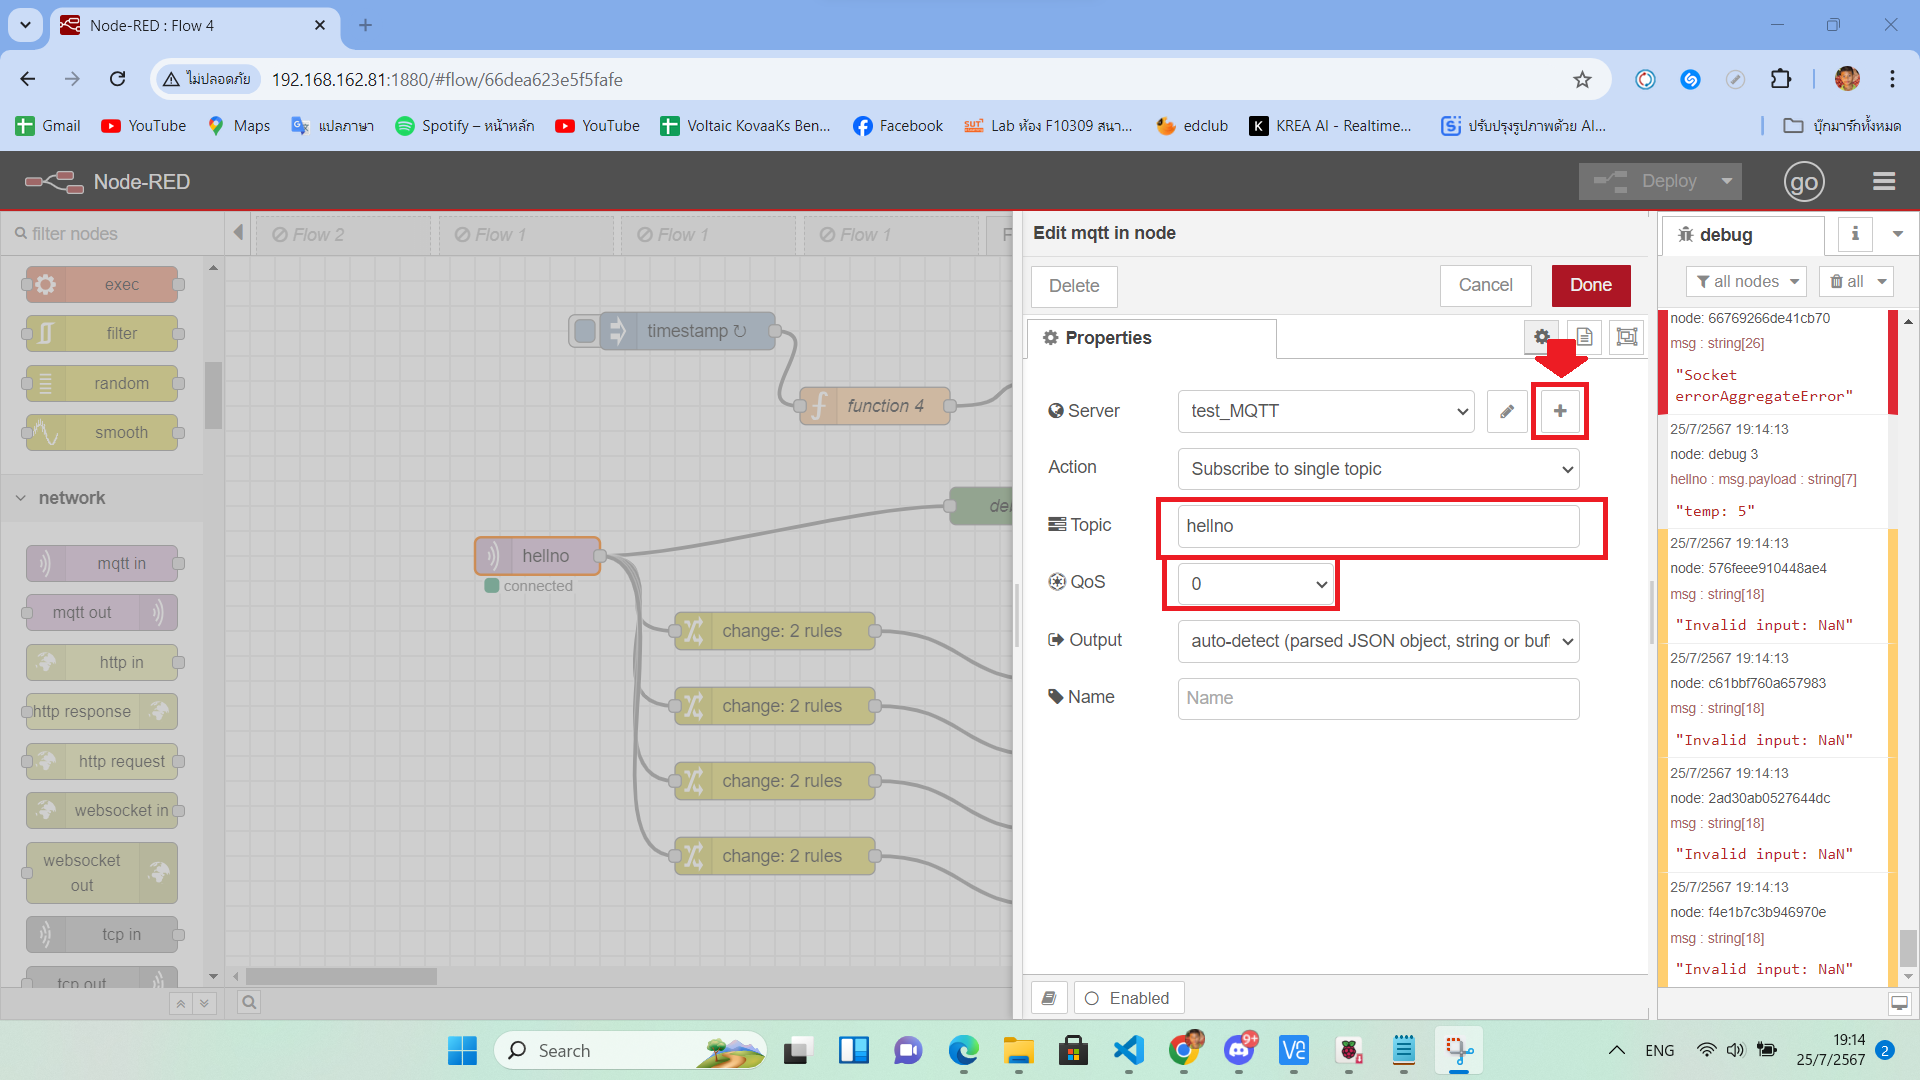 Node-RED : Flow 4
ไม่ปลอดภัย 192.168.162.81:1880/#flow/66dea623e5f5fafe
Gmail YouTube Maps แปลภาษา Spotify – หน้าหลัก YouTube Voltaic KovaaKs Ben... Facebook Lab ห้อง F10309 สนา... edclub KREA AI - Realtime... ปรับปรุงรูปภาพด้วย AI... บุ๊กมาร์กทั้งหมด
Node-RED
Deploy
go
filter nodes
Flow 2
Flow 1
Flow 1
Flow 1
F
exec
filter
random
smooth
network
mqtt in
mqtt out
http in
http response
http request
websocket in
websocket
out
tcp in
tcp out
timestamp ↻
function 4
del
hellno
connected
change: 2 rules
change: 2 rules
change: 2 rules
change: 2 rules
Edit mqtt in node
Delete
Cancel
Done
Properties
Server
test_MQTT
Action
Subscribe to single topic
Topic
hellno
QoS
0
Output
auto-detect (parsed JSON object, string or buf
Name
Name
Enabled
debug
i
all nodes
all
node: 66769266de41cb70
msg : string[26]
"Socket
errorAggregateError"
25/7/2567 19:14:13
node: debug 3
hellno : msg.payload : string[7]
"temp: 5"
25/7/2567 19:14:13
node: 576feee910448ae4
msg : string[18]
"Invalid input: NaN"
25/7/2567 19:14:13
node: c61bbf760a657983
msg : string[18]
"Invalid input: NaN"
25/7/2567 19:14:13
node: 2ad30ab0527644dc
msg : string[18]
"Invalid input: NaN"
25/7/2567 19:14:13
node: f4e1b7c3b946970e
msg : string[18]
"Invalid input: NaN"
Search
9+
ENG
19:14
25/7/2567
2